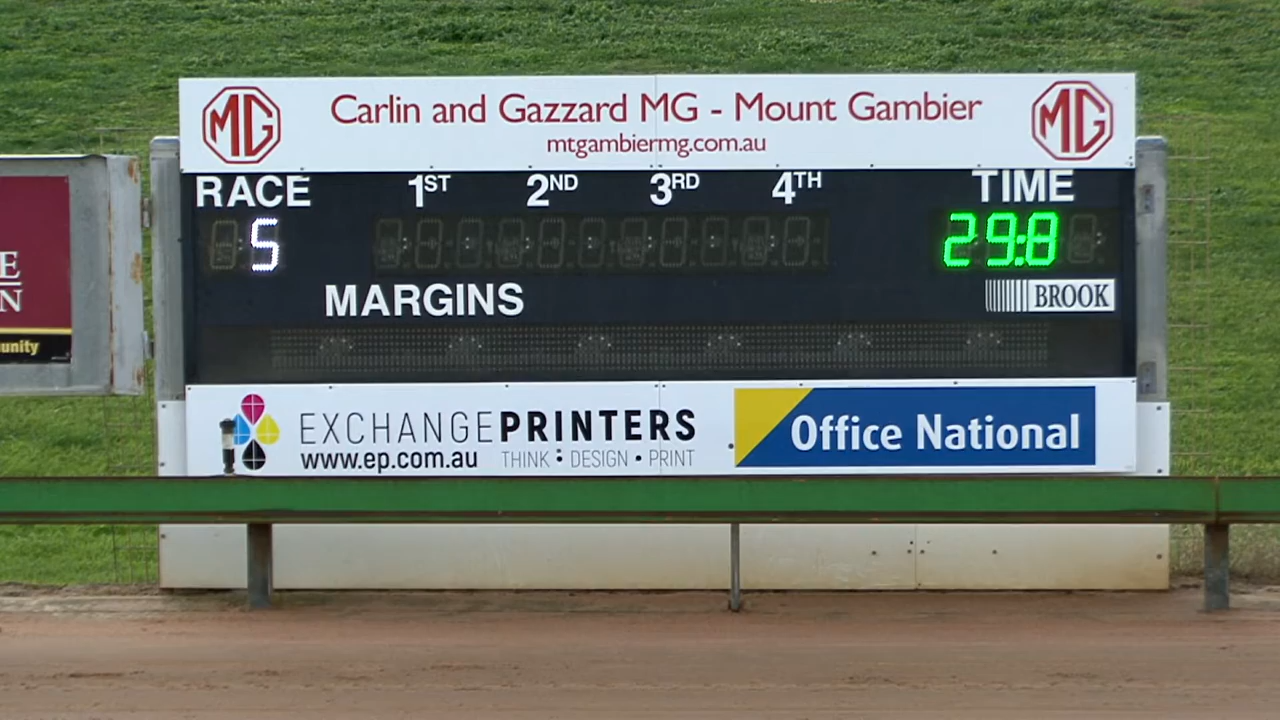 MG Carlin and Gazzard MG - Mount Gambier MG
mtgambiermg.com.au
RACE 1ST 2ND 3RD 4TH TIME
5 29:8
MARGINS BROOK
E
N
unity
EXCHANGEPRINTERS
www.ep.com.au THINK • DESIGN • PRINT
Office National